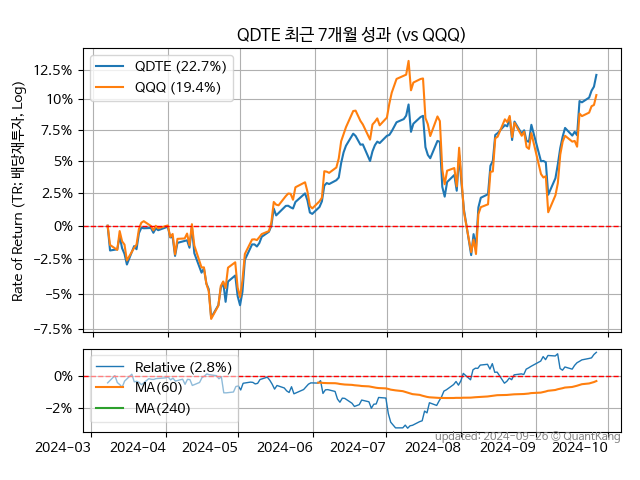 QDTE 최근 7개월 성과 (vs QQQ)
Rate of Return (TR: 배당재투자, Log)
12.5%
10%
7.5%
5%
2.5%
0%
−2.5%
−5%
−7.5%
QDTE (22.7%)
QQQ (19.4%)
0%
−2%
Relative (2.8%)
MA(60)
MA(240)
updated: 2024-09-26 © QuantKang
2024-03 2024-04 2024-05 2024-06 2024-07 2024-08 2024-09 2024-10